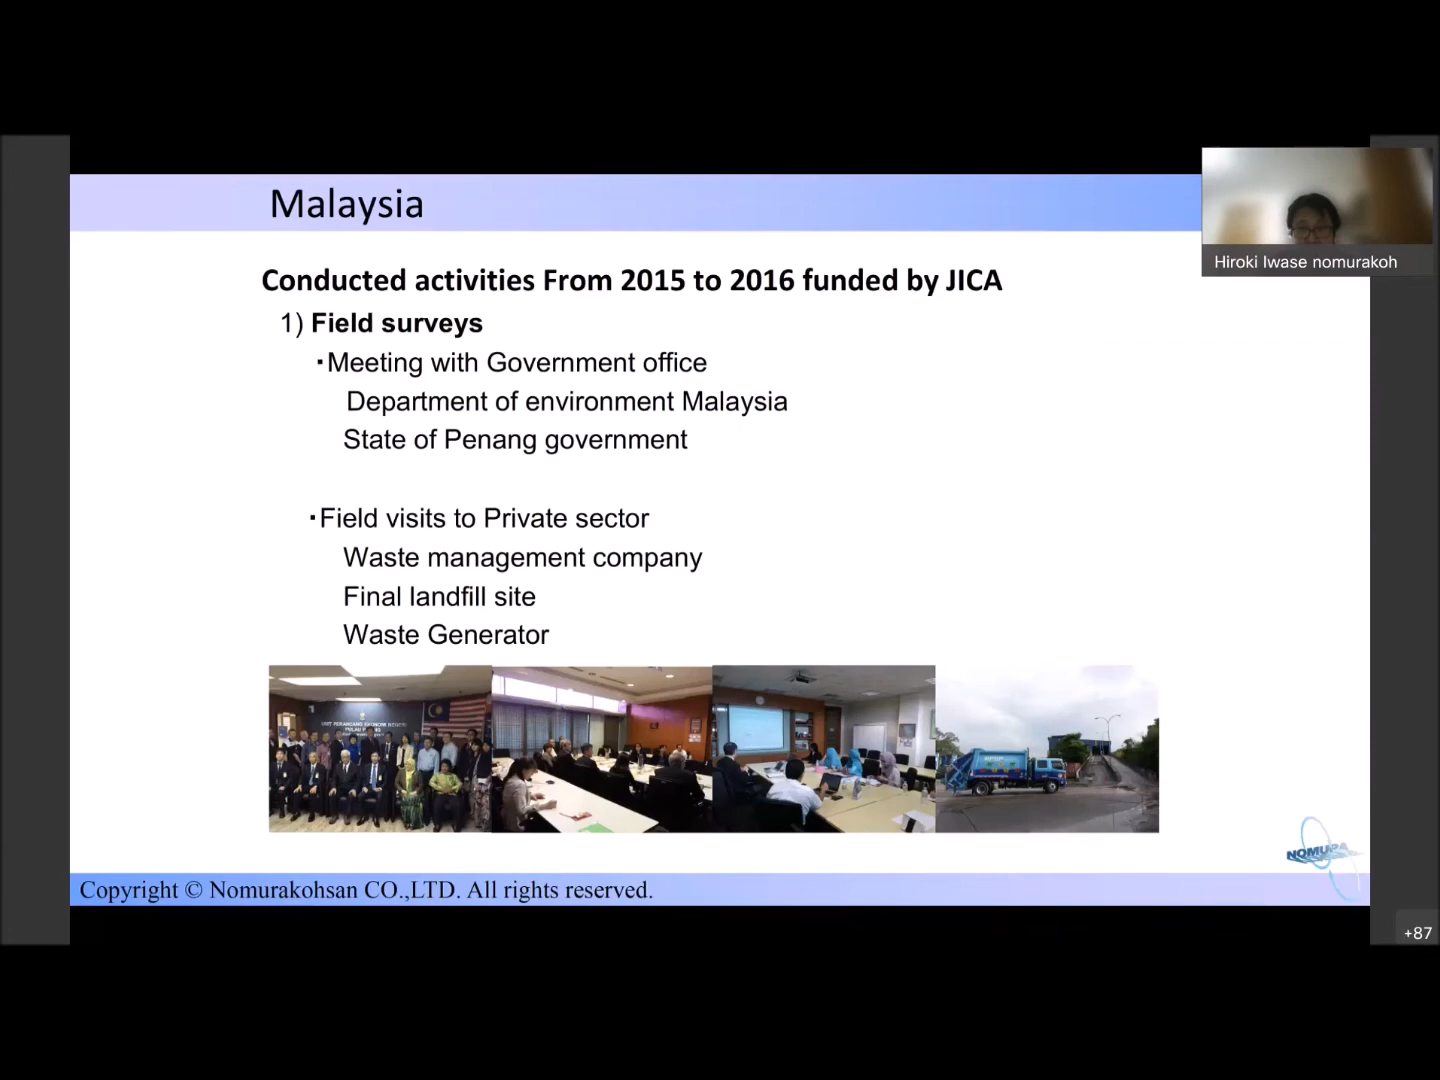 Malaysia
Hiroki Iwase nomurakoh
Conducted activities From 2015 to 2016 funded by JICA
1) Field surveys
・Meeting with Government office
Department of environment Malaysia
State of Penang government
・Field visits to Private sector
Waste management company
Final landfill site
Waste Generator
Copyright © Nomurakohsan CO.,LTD. All rights reserved.
+87